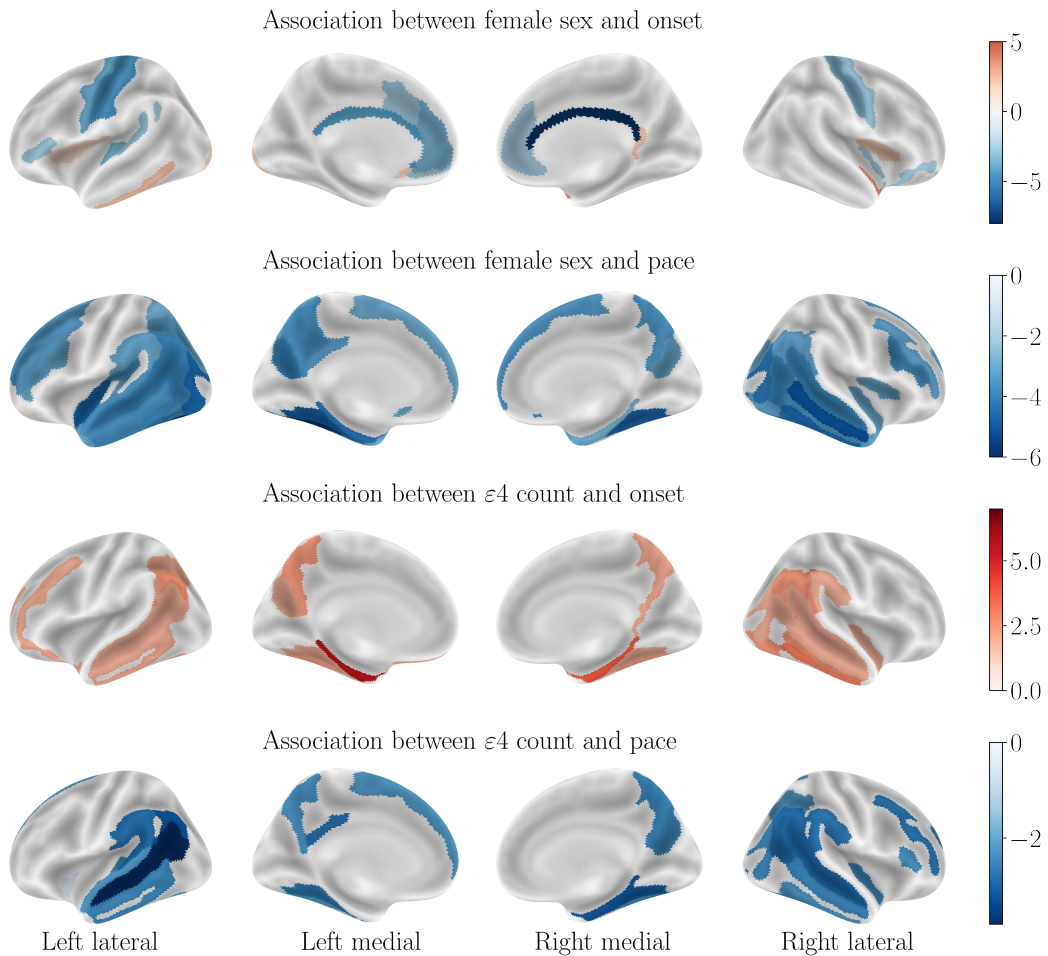 Association between female sex and onset
5
0
−5
Association between female sex and pace
0
−2
−4
−6
Association between ε4 count and onset
5.0
2.5
0.0
Association between ε4 count and pace
0
−2
Left lateral Left medial Right medial Right lateral